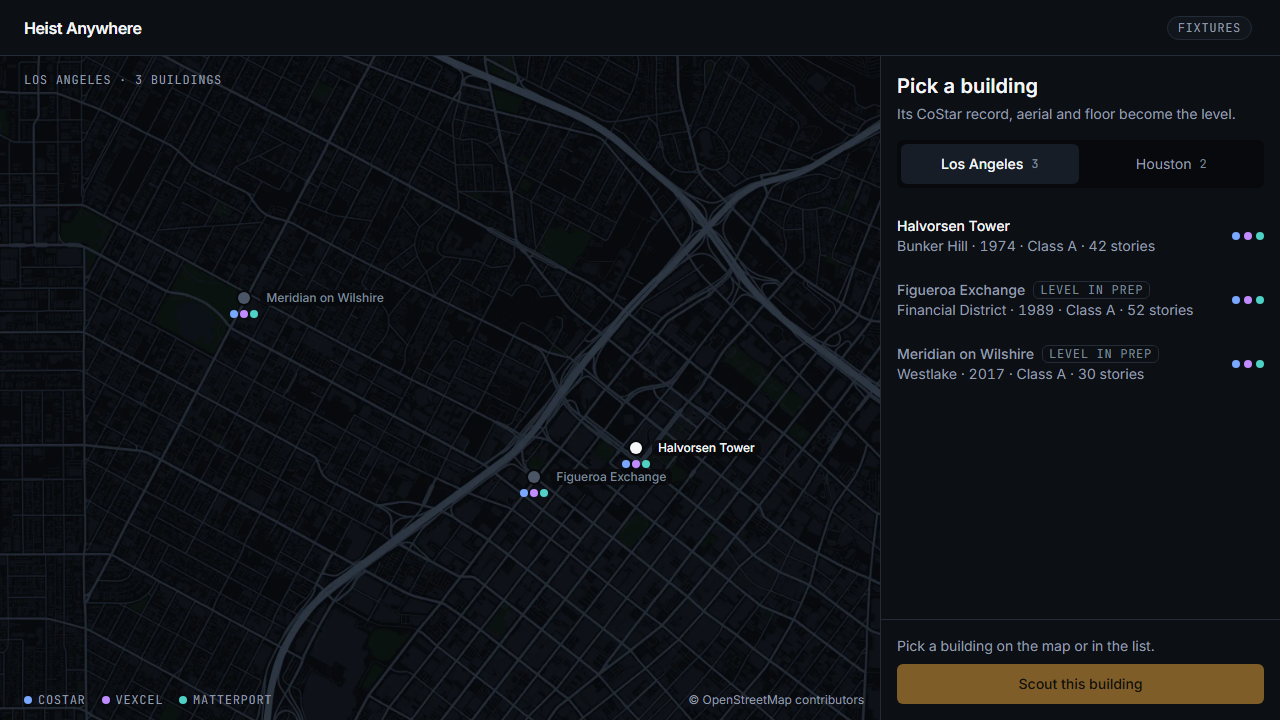 Heist Anywhere
FIXTURES
LOS ANGELES · 3 BUILDINGS
Meridian on Wilshire
Halvorsen Tower
Figueroa Exchange
COSTAR
VEXCEL
MATTERPORT
© OpenStreetMap contributors
Pick a building
Its CoStar record, aerial and floor become the level.
Los Angeles 3
Houston 2
Halvorsen Tower
Bunker Hill · 1974 · Class A · 42 stories
Figueroa Exchange LEVEL IN PREP
Financial District · 1989 · Class A · 52 stories
Meridian on Wilshire LEVEL IN PREP
Westlake · 2017 · Class A · 30 stories
Pick a building on the map or in the list.
Scout this building